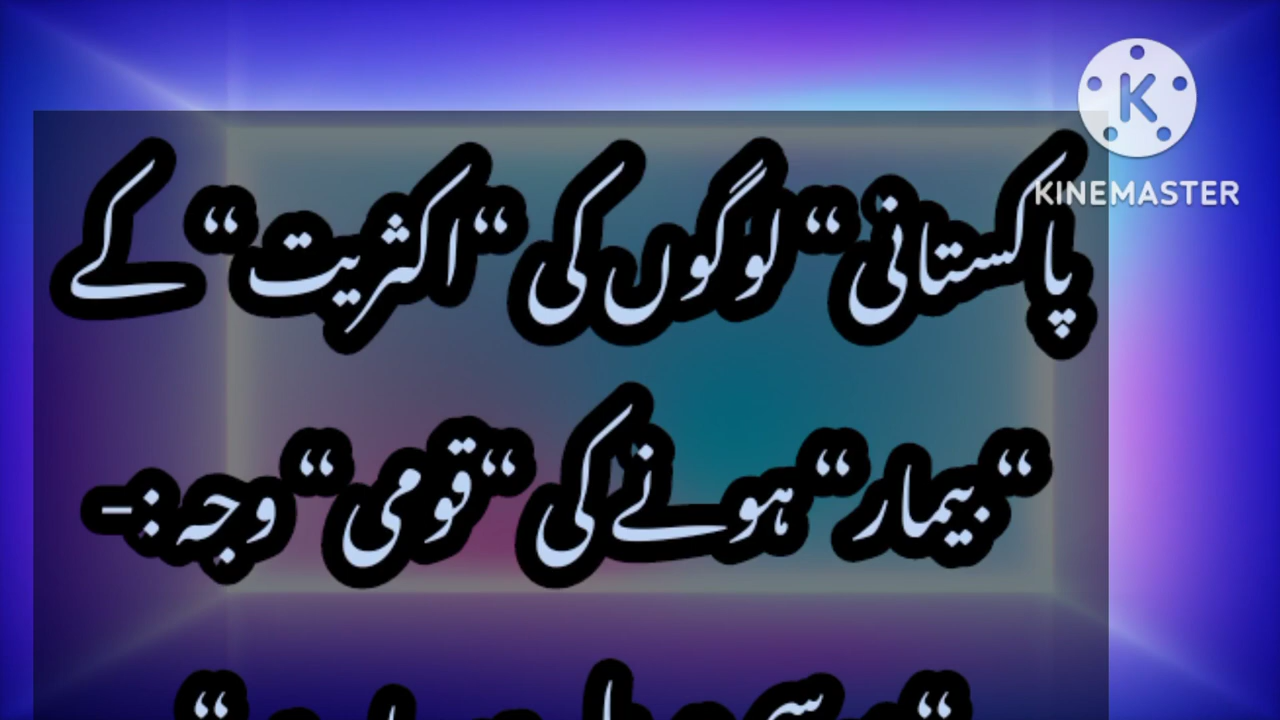 پاکستانی“ لوگوں کی “اکثریت“ کے
“بیمار“ ہونے کی “قومی“ وجہ :-
KINEMASTER